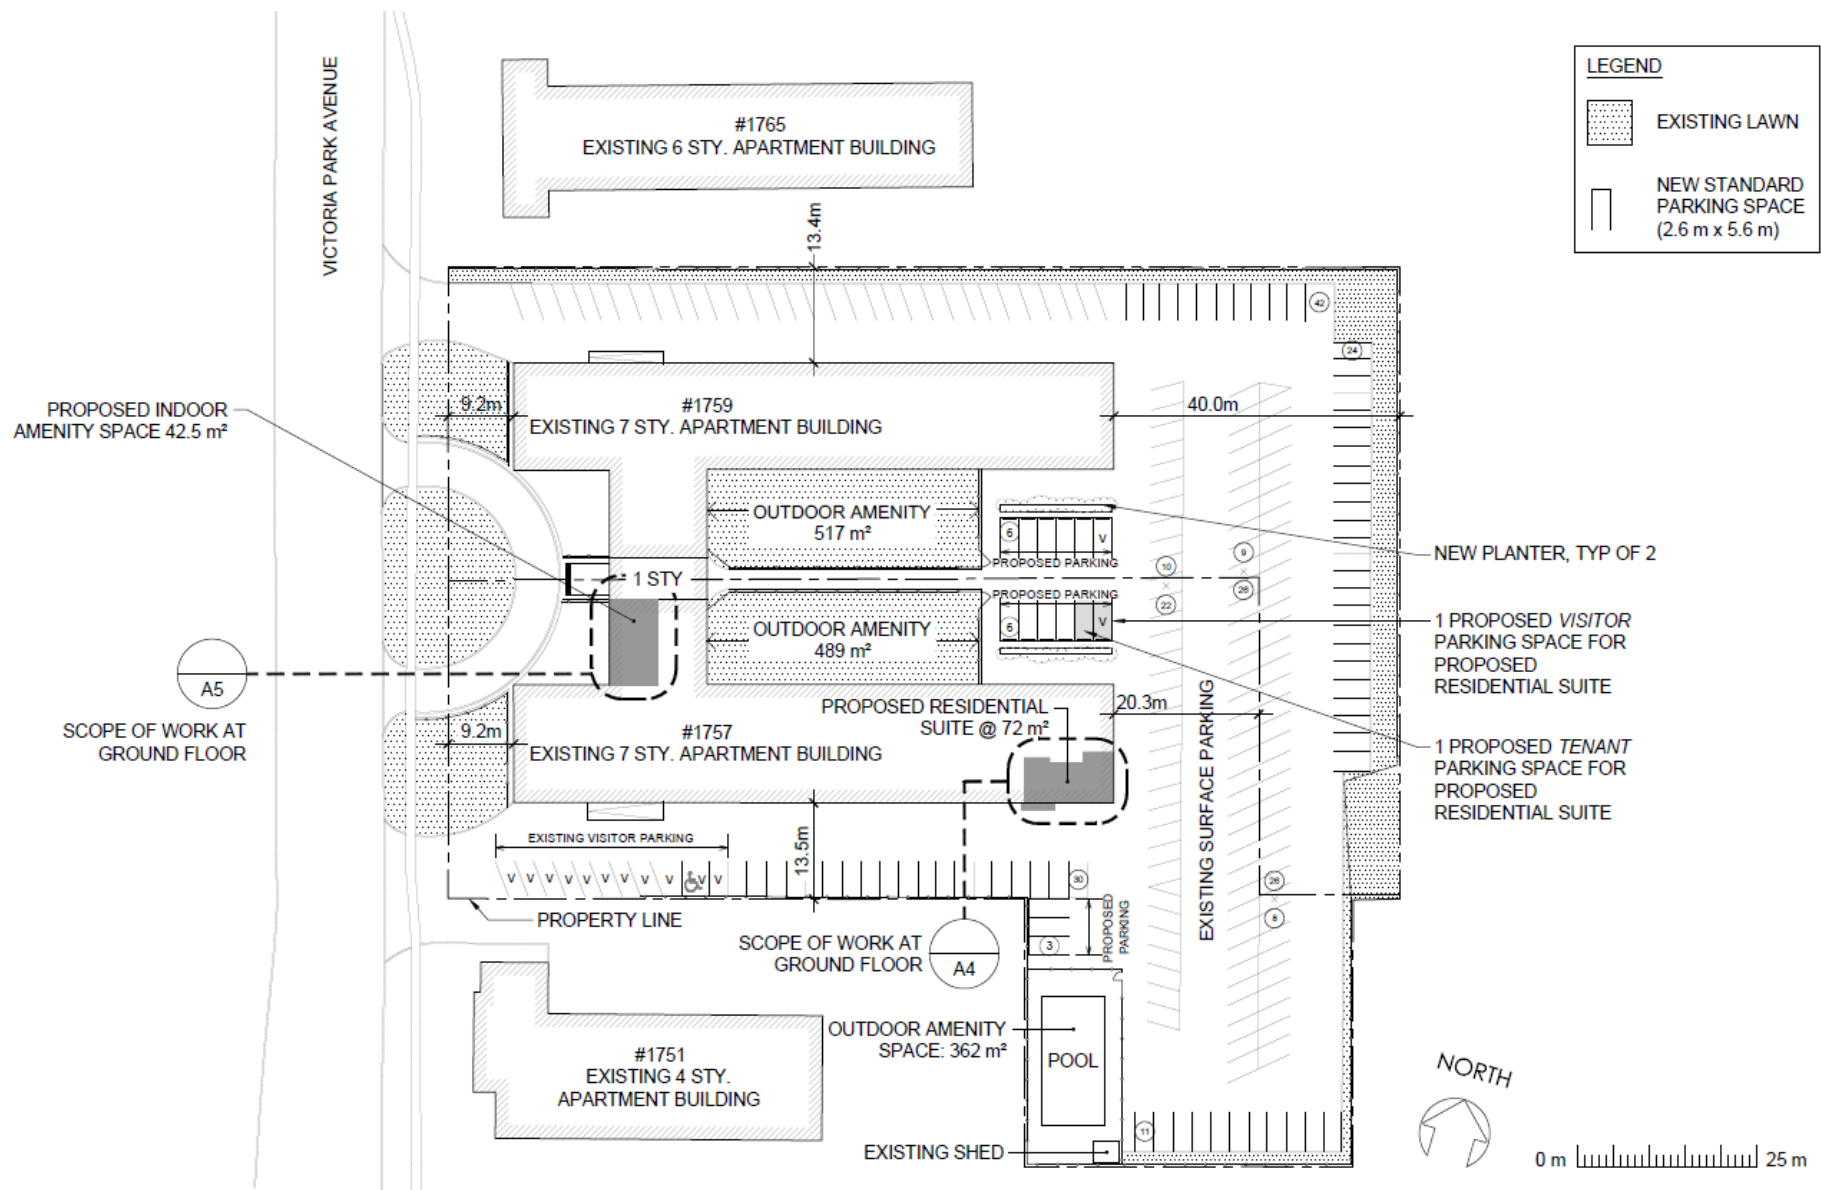 VICTORIA PARK AVENUE
#1765
EXISTING 6 STY. APARTMENT BUILDING
LEGEND
EXISTING LAWN
NEW STANDARD
PARKING SPACE
(2.6 m x 5.6 m)
13.4m
42
24
PROPOSED INDOOR
AMENITY SPACE 42.5 m²
9.2m
#1759
EXISTING 7 STY. APARTMENT BUILDING
40.0m
OUTDOOR AMENITY
517 m²
6
V
PROPOSED PARKING
NEW PLANTER, TYP OF 2
1 STY
10
22
9
26
PROPOSED PARKING
6
V
OUTDOOR AMENITY
489 m²
1 PROPOSED VISITOR
PARKING SPACE FOR
PROPOSED
RESIDENTIAL SUITE
A5
SCOPE OF WORK AT
GROUND FLOOR
9.2m
#1757
EXISTING 7 STY. APARTMENT BUILDING
PROPOSED RESIDENTIAL
SUITE @ 72 m²
20.3m
EXISTING SURFACE PARKING
1 PROPOSED TENANT
PARKING SPACE FOR
PROPOSED
RESIDENTIAL SUITE
EXISTING VISITOR PARKING
13.5m
V V V V V V V V V V V
30
26
8
PROPERTY LINE
PROPOSED
PARKING
3
SCOPE OF WORK AT
GROUND FLOOR
A4
OUTDOOR AMENITY
SPACE: 362 m²
POOL
#1751
EXISTING 4 STY.
APARTMENT BUILDING
EXISTING SHED
11
NORTH
0 m
25 m